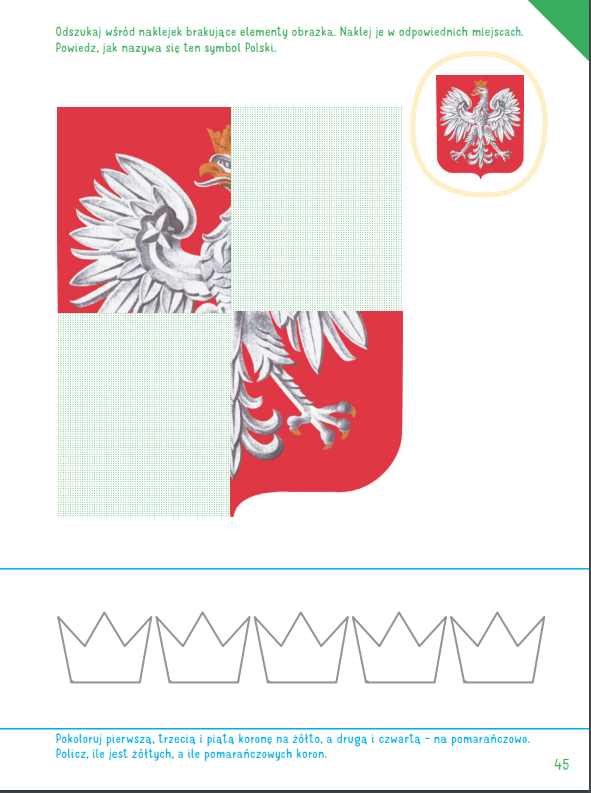 Odszukaj wśród naklejek brakujące elementy obrazka. Naklej je w odpowiednich miejscach.
Powiedz, jak nazywa się ten symbol Polski.
Pokoloruj pierwszą, trzecią i piątą koronę na żółto, a drugą i czwartą – na pomarańczowo.
Policz, ile jest żółtych, a ile pomarańczowych koron.
45